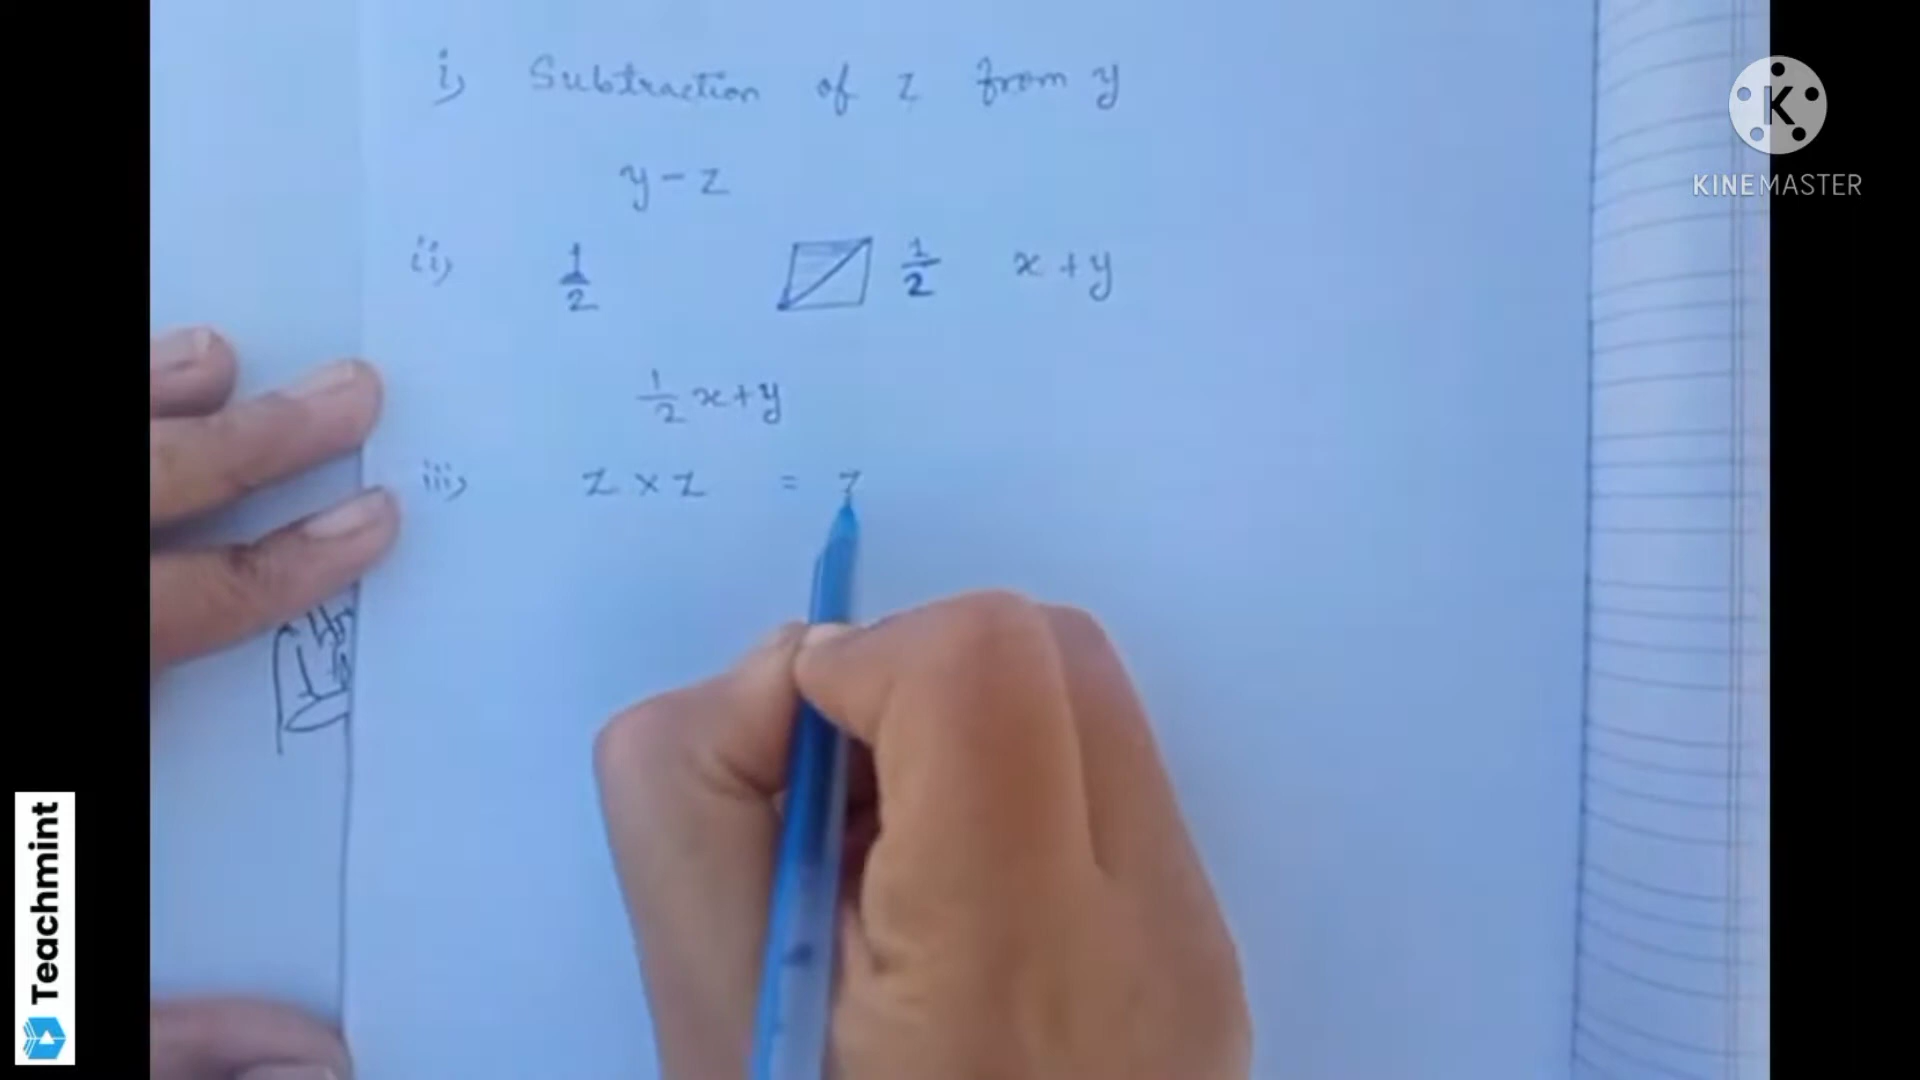 i) Subtraction of z from y
y - z
ii) 1/2 1/2 x + y
1/2 x + y
iii) z × z = z
K
KINEMASTER
Teachmint